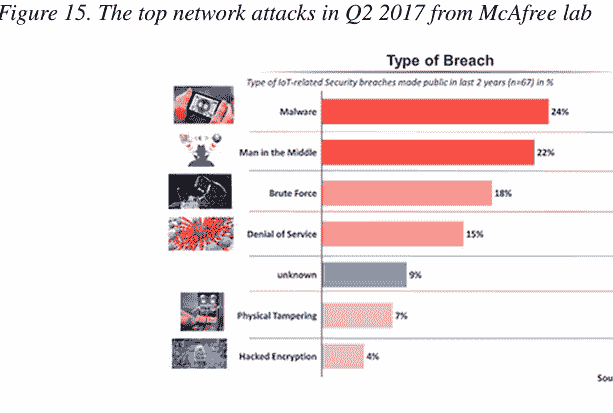 Figure 15. The top network attacks in Q2 2017 from McAfree lab
Type of Breach
Type of IoT-related Security breaches made public in last 2 years (n=67) in %
Malware 24%
Man in the Middle 22%
Brute Force 18%
Denial of Service 15%
unknown 9%
Physical Tampering 7%
Hacked Encryption 4%
Sou